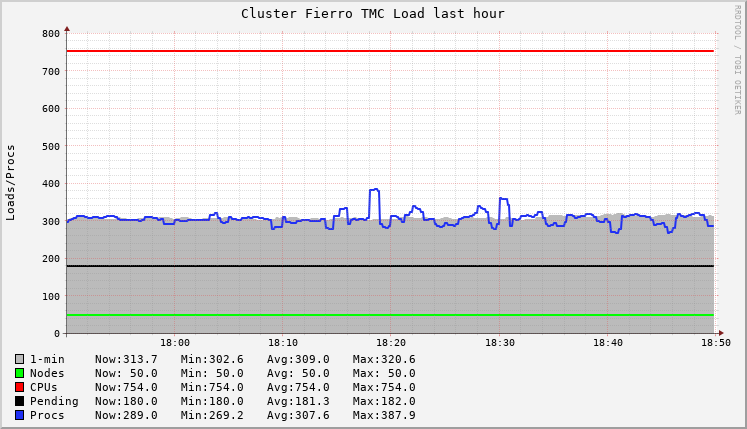 Cluster Fierro TMC Load last hour
RRDTOOL / TOBI OETIKER
Loads/Procs
800
700
600
500
400
300
200
100
0
18:00 18:10 18:20 18:30 18:40 18:50
1-min Now:313.7 Min:302.6 Avg:309.0 Max:320.6
Nodes Now: 50.0 Min: 50.0 Avg: 50.0 Max: 50.0
CPUs Now:754.0 Min:754.0 Avg:754.0 Max:754.0
Pending Now:180.0 Min:180.0 Avg:181.3 Max:182.0
Procs Now:289.0 Min:269.2 Avg:307.6 Max:387.9